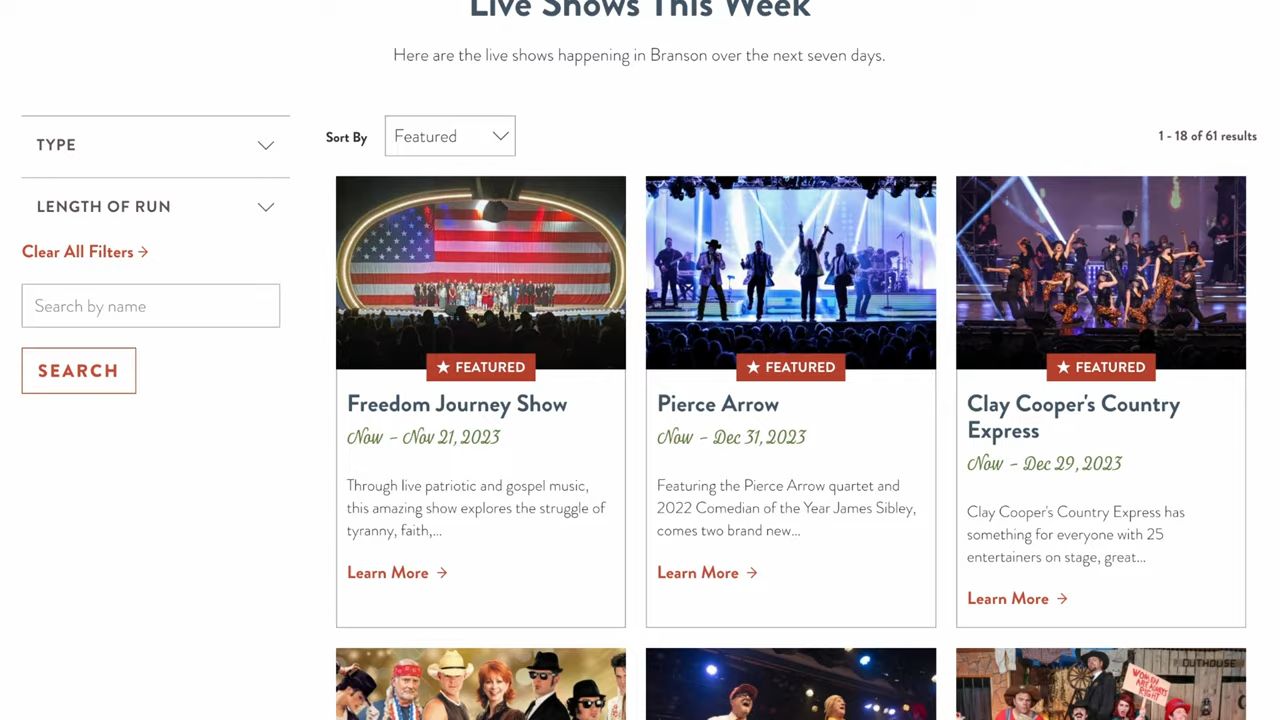 Live Shows This Week
Here are the live shows happening in Branson over the next seven days.
TYPE
LENGTH OF RUN
Clear All Filters →
Search by name
SEARCH
Sort By
Featured
1 - 18 of 61 results
★ FEATURED
Freedom Journey Show
Now – Nov 21, 2023
Through live patriotic and gospel music,
this amazing show explores the struggle of
tyranny, faith,...
Learn More →
★ FEATURED
Pierce Arrow
Now – Dec 31, 2023
Featuring the Pierce Arrow quartet and
2022 Comedian of the Year James Sibley,
comes two brand new...
Learn More →
★ FEATURED
Clay Cooper's Country
Express
Now – Dec 29, 2023
Clay Cooper's Country Express has
something for everyone with 25
entertainers on stage, great...
Learn More →
OUTHOUSE